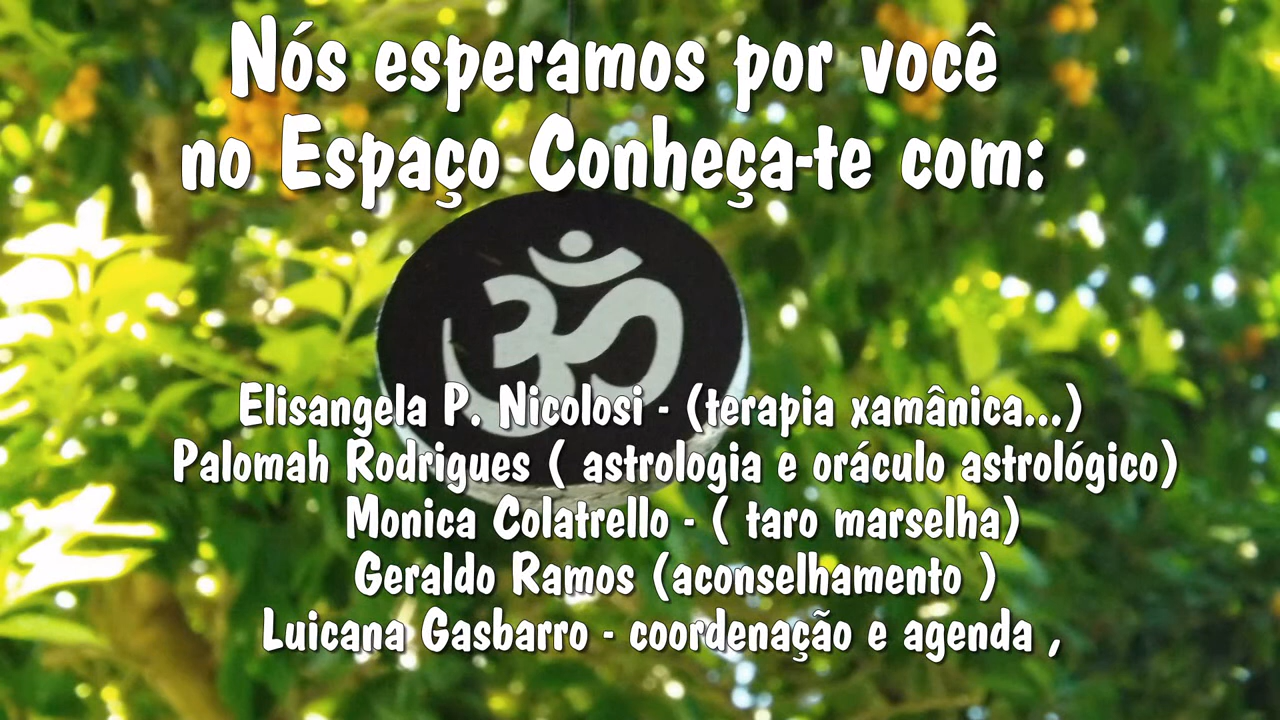 Nós esperamos por você
no Espaço Conheça-te com:
ॐ
Elisangela P. Nicolosi - (terapia xamânica...)
Palomah Rodrigues ( astrologia e oráculo astrológico)
Monica Colatrello - ( taro marselha)
Geraldo Ramos (aconselhamento )
Luicana Gasbarro - coordenação e agenda ,